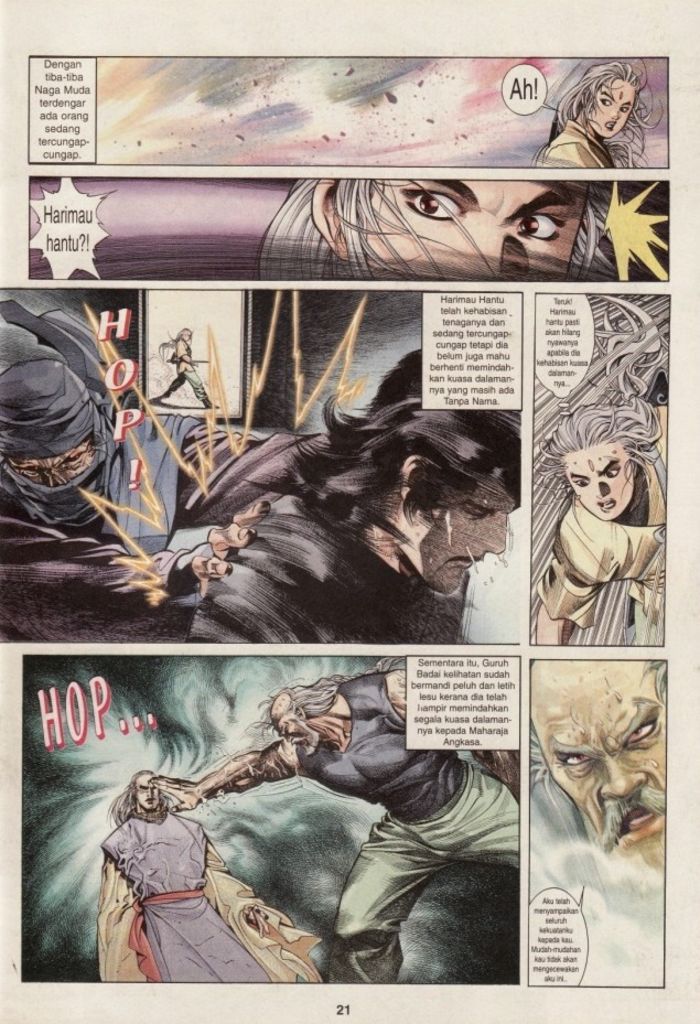 Dengan
tiba-tiba
Naga Muda
terdengar
ada orang
sedang
tercungap-
cungap.
Ah!
Harimau
hantu?!
HOP!
Harimau Hantu
telah kehabisan
tenaganya dan
sedang tercungap-
cungap tetapi dia
belum juga mahu
berhenti memindah-
kan kuasa dalaman-
nya yang masih ada
Tanpa Nama.
Teruk!
Harimau
hantu pasti
akan hilang
nyawanya
apabila dia
kehabisan kuasa
dalaman-
nya...
HOP...
Sementara itu, Guruh
Badai kelihatan sudah
bermandi peluh dan letih
lesu kerana dia telah
hampir memindahkan
segala kuasa dalaman-
nya kepada Maharaja
Angkasa.
Aku telah
menyampaikan
seluruh
kekuatanku
kepada kau.
Mudah-mudahan
kau tidak akan
mengecewakan
aku ini..
21